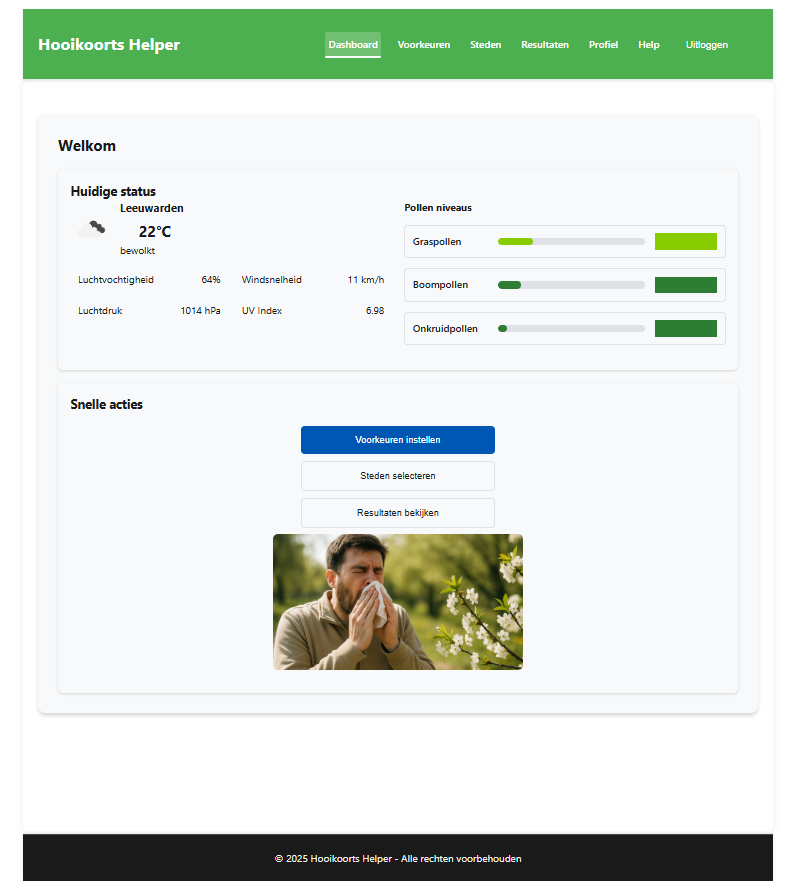 Hooikoorts Helper
Dashboard Voorkeuren Steden Resultaten Profiel Help Uitloggen
Welkom
Huidige status
Leeuwarden
22°C
bewolkt
Luchtvochtigheid 64% Windsnelheid 11 km/h
Luchtdruk 1014 hPa UV Index 6.98
Pollen niveaus
Graspollen
Boompollen
Onkruidpollen
Snelle acties
Voorkeuren instellen
Steden selecteren
Resultaten bekijken
© 2025 Hooikoorts Helper - Alle rechten voorbehouden